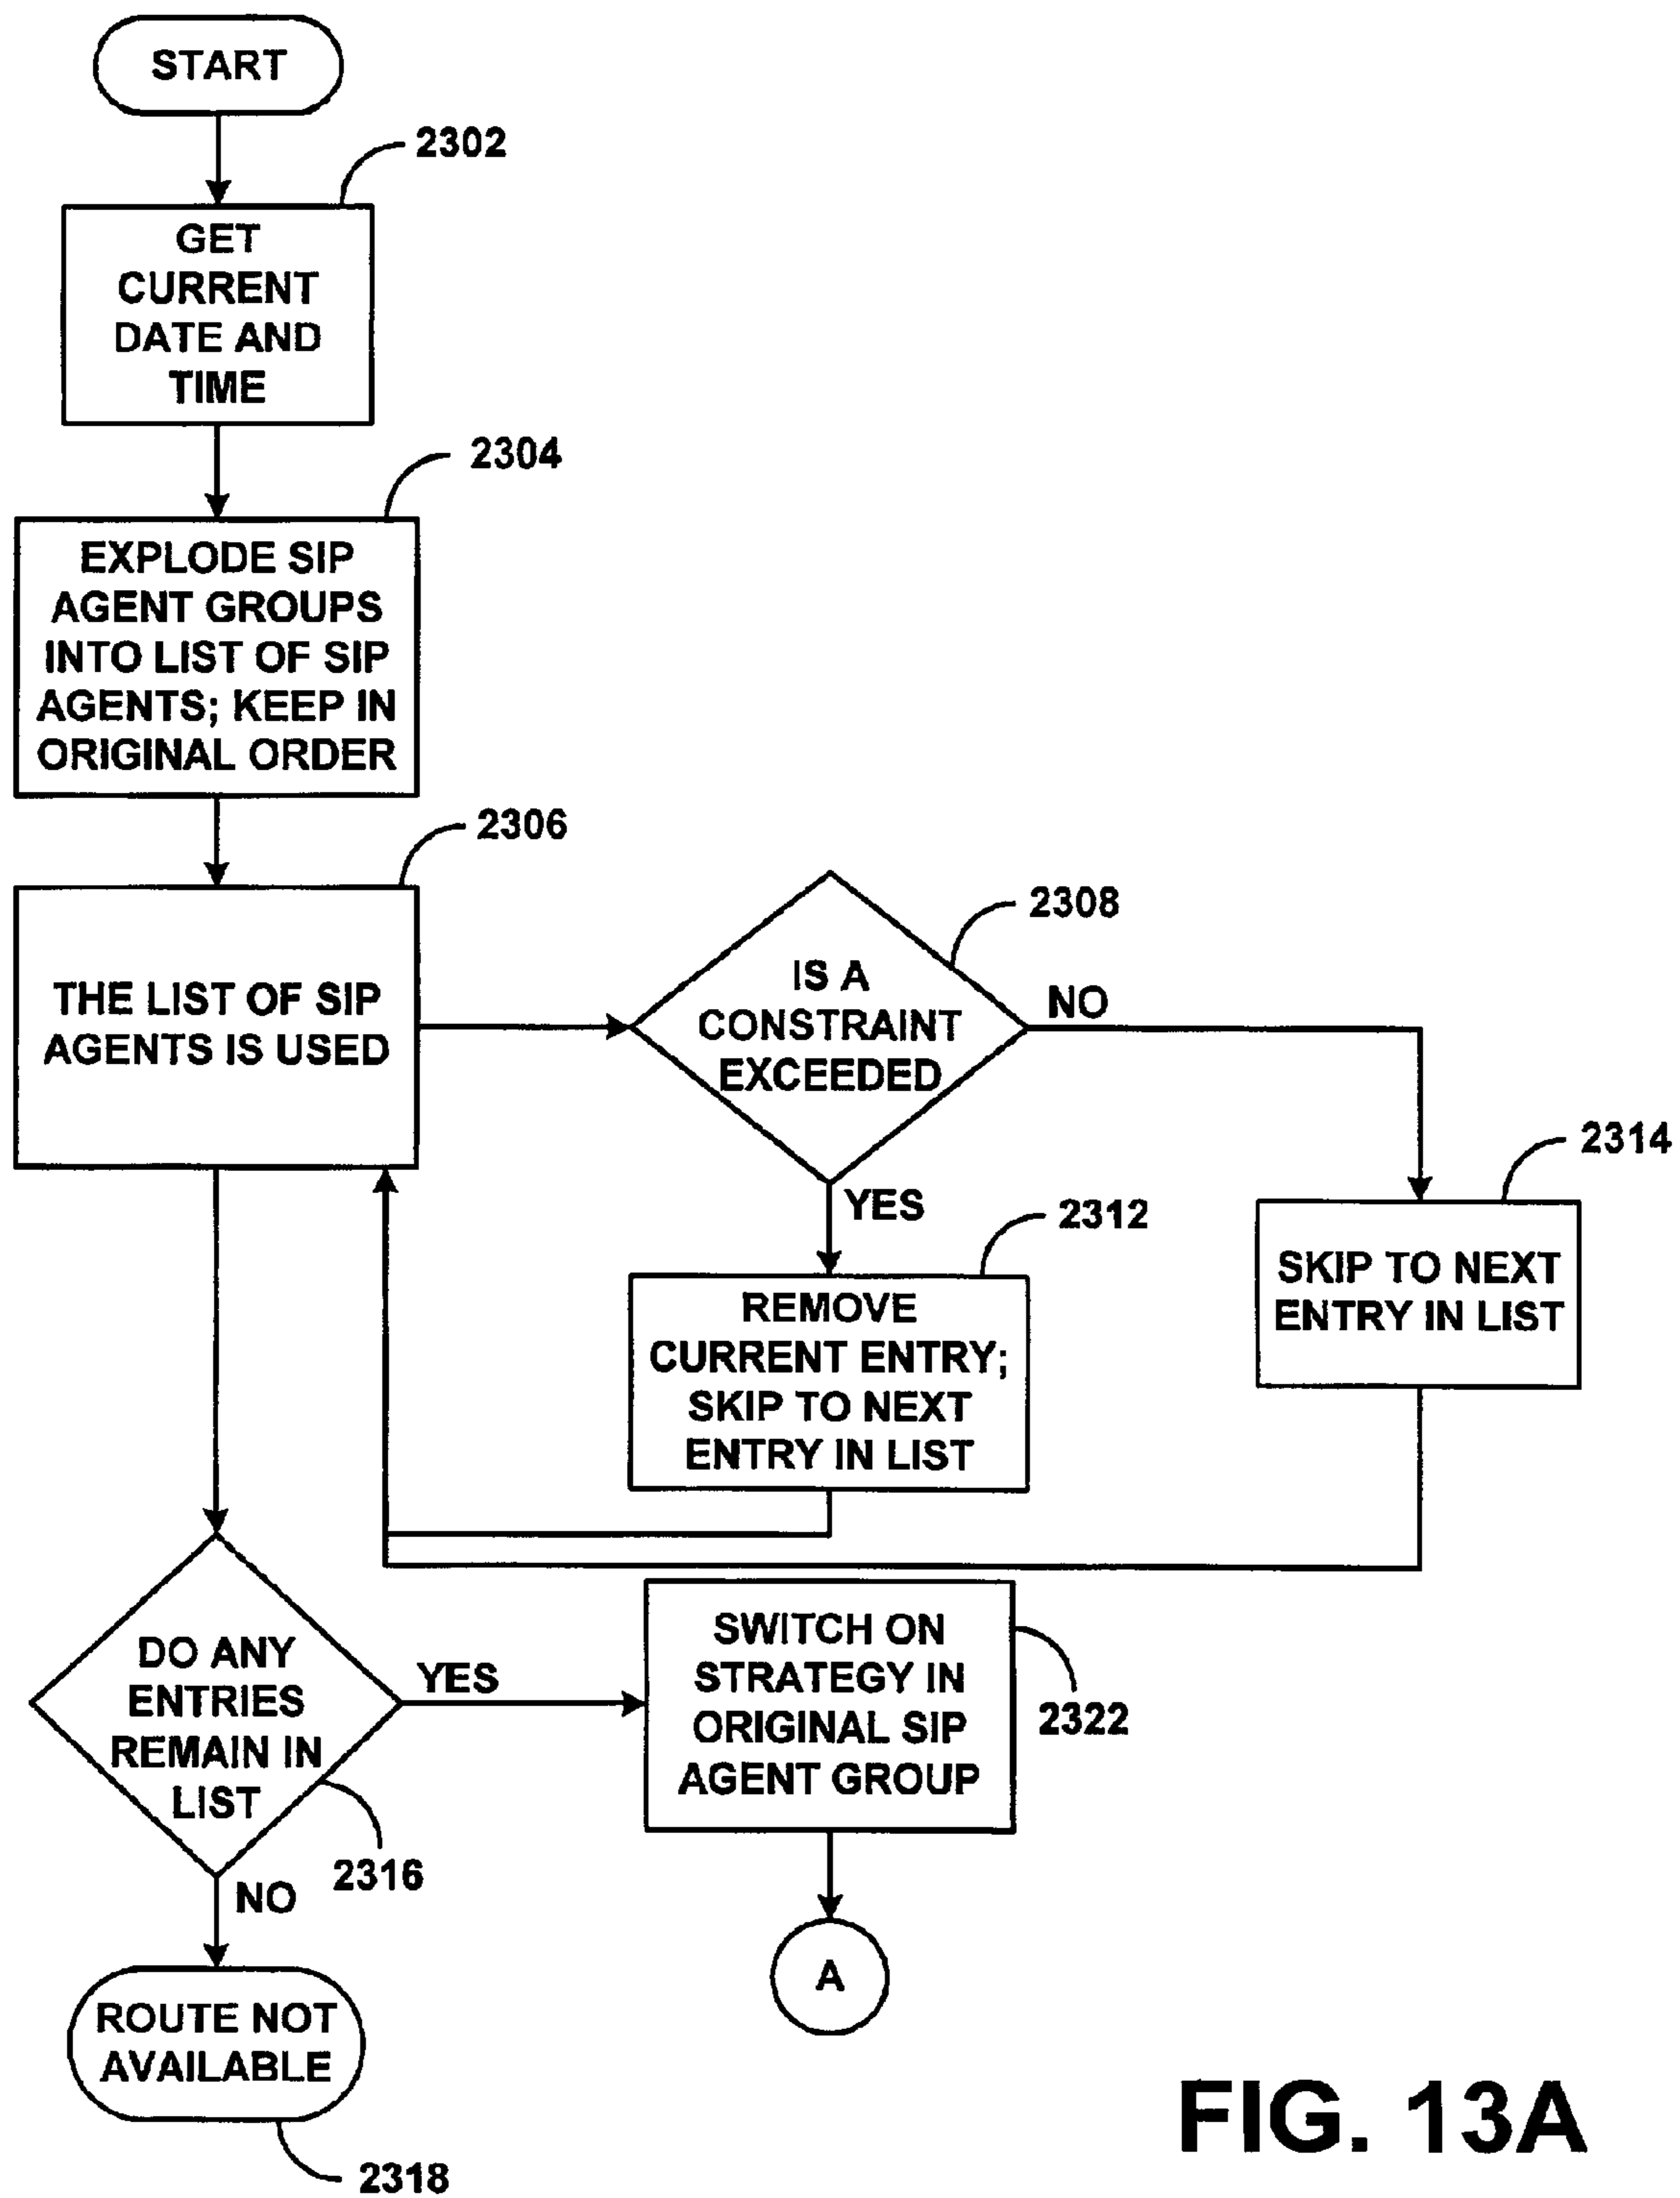 START
2302
GET
CURRENT
DATE AND
TIME
2304
EXPLODE SIP
AGENT GROUPS
INTO LIST OF SIP
AGENTS; KEEP IN
ORIGINAL ORDER
2306
THE LIST OF SIP
AGENTS IS USED
2308
IS A
CONSTRAINT
EXCEEDED
NO
YES
2314
SKIP TO NEXT
ENTRY IN LIST
2312
REMOVE
CURRENT ENTRY;
SKIP TO NEXT
ENTRY IN LIST
DO ANY
ENTRIES
REMAIN IN
LIST
2316
YES
NO
SWITCH ON
STRATEGY IN
ORIGINAL SIP
AGENT GROUP
2322
A
ROUTE NOT
AVAILABLE
2318
FIG. 13A